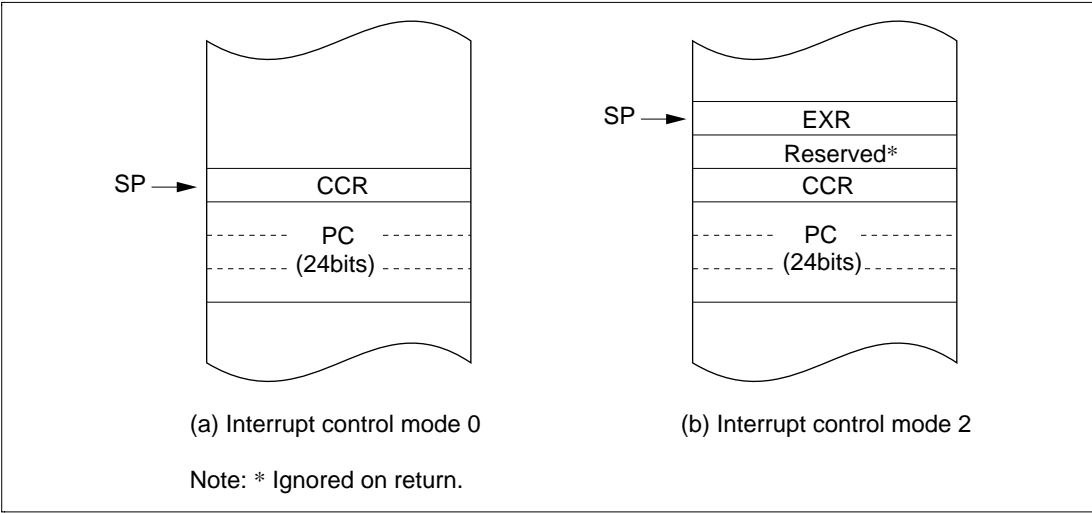 SP
CCR
PC
(24bits)
(a) Interrupt control mode 0
SP
EXR
Reserved*
CCR
PC
(24bits)
(b) Interrupt control mode 2
Note: * Ignored on return.